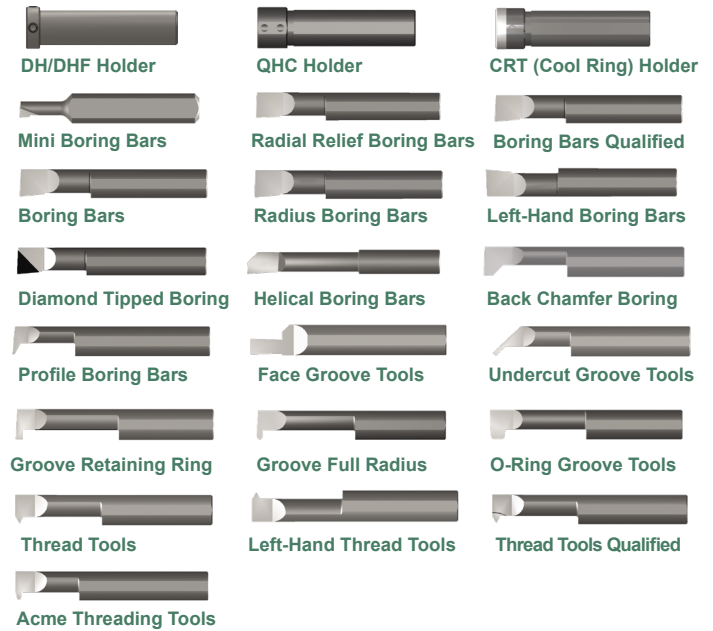 DH/DHF Holder
QHC Holder
CRT (Cool Ring) Holder
Mini Boring Bars
Radial Relief Boring Bars
Boring Bars Qualified
Boring Bars
Radius Boring Bars
Left-Hand Boring Bars
Diamond Tipped Boring
Helical Boring Bars
Back Chamfer Boring
Profile Boring Bars
Face Groove Tools
Undercut Groove Tools
Groove Retaining Ring
Groove Full Radius
O-Ring Groove Tools
Thread Tools
Left-Hand Thread Tools
Thread Tools Qualified
Acme Threading Tools